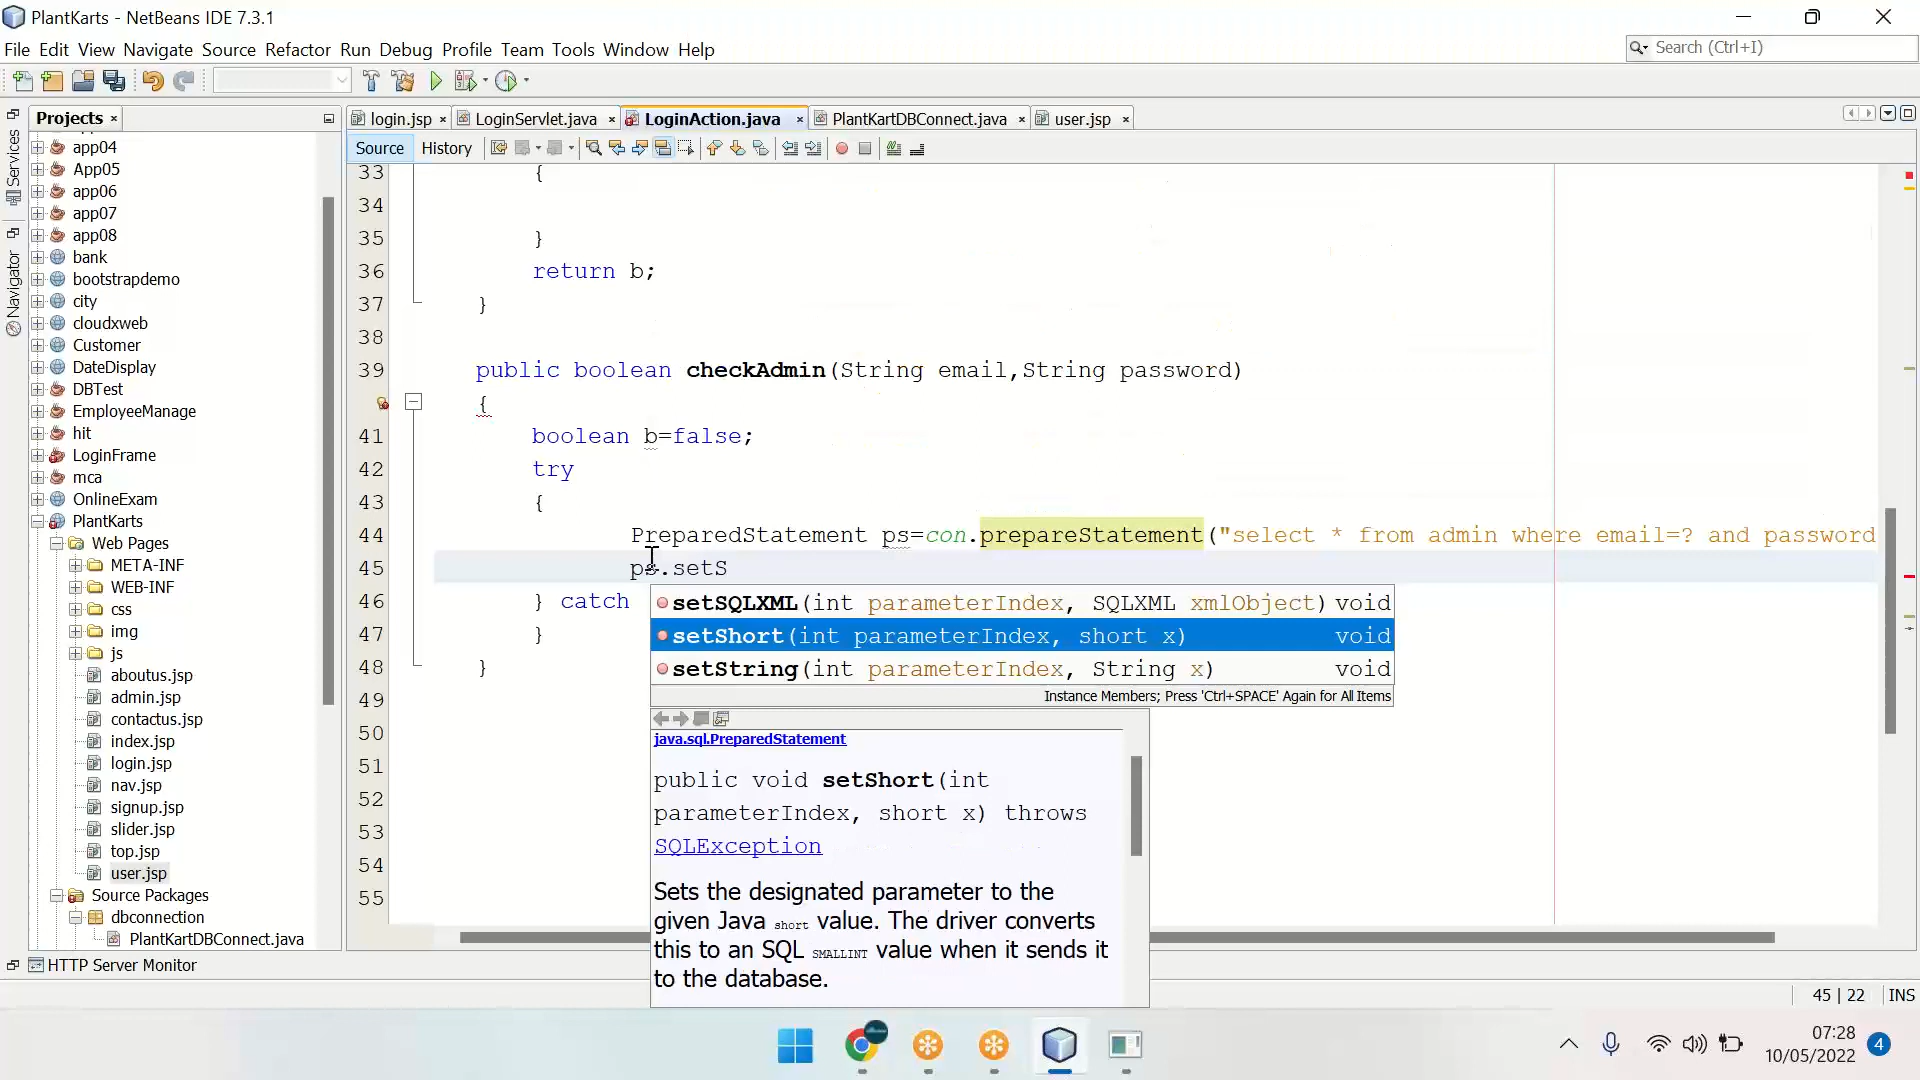 PlantKarts - NetBeans IDE 7.3.1
File Edit View Navigate Source Refactor Run Debug Profile Team Tools Window Help
Search (Ctrl+I)
Projects
login.jsp
LoginServlet.java
LoginAction.java
PlantKartDBConnect.java
user.jsp
Source
History
Services
Navigator
app04
App05
app06
app07
app08
bank
bootstrapdemo
city
cloudxweb
Customer
DateDisplay
DBTest
EmployeeManage
hit
LoginFrame
mca
OnlineExam
PlantKarts
Web Pages
META-INF
WEB-INF
css
img
js
aboutus.jsp
admin.jsp
contactus.jsp
index.jsp
login.jsp
nav.jsp
signup.jsp
slider.jsp
top.jsp
user.jsp
Source Packages
dbconnection
PlantKartDBConnect.java
HTTP Server Monitor
33 {
34
35 }
36 return b;
37 }
38
39 public boolean checkAdmin(String email,String password)
{
41 boolean b=false;
42 try
43 {
44 PreparedStatement ps=con.prepareStatement("select * from admin where email=? and password
45 ps.setS
46 } catch
47 }
48 }
49
50
51
52
53
54
55
setSQLXML(int parameterIndex, SQLXML xmlObject) void
setShort(int parameterIndex, short x) void
setString(int parameterIndex, String x) void
Instance Members; Press 'Ctrl+SPACE' Again for All Items
java.sql.PreparedStatement
public void setShort(int
parameterIndex, short x) throws
SQLException
Sets the designated parameter to the
given Java short value. The driver converts
this to an SQL SMALLINT value when it sends it
to the database.
45 | 22 INS
07:28
10/05/2022
4